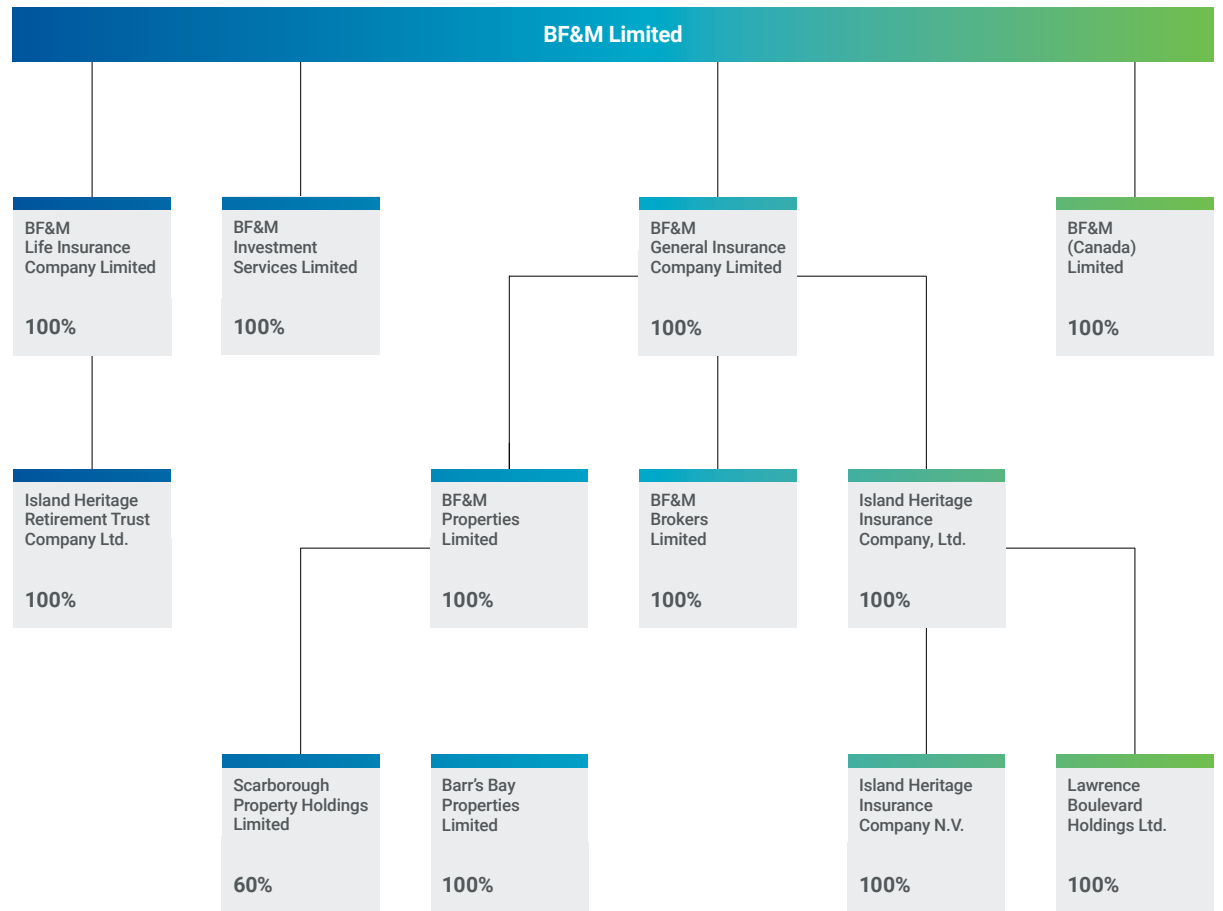 BF&M Limited
BF&M
Life Insurance
Company Limited
100%
BF&M
Investment
Services Limited
100%
BF&M
General Insurance
Company Limited
100%
BF&M
(Canada)
Limited
100%
Island Heritage
Retirement Trust
Company Ltd.
100%
BF&M
Properties
Limited
100%
BF&M
Brokers
Limited
100%
Island Heritage
Insurance
Company, Ltd.
100%
Scarborough
Property Holdings
Limited
60%
Barr’s Bay
Properties
Limited
100%
Island Heritage
Insurance
Company N.V.
100%
Lawrence
Boulevard
Holdings Ltd.
100%